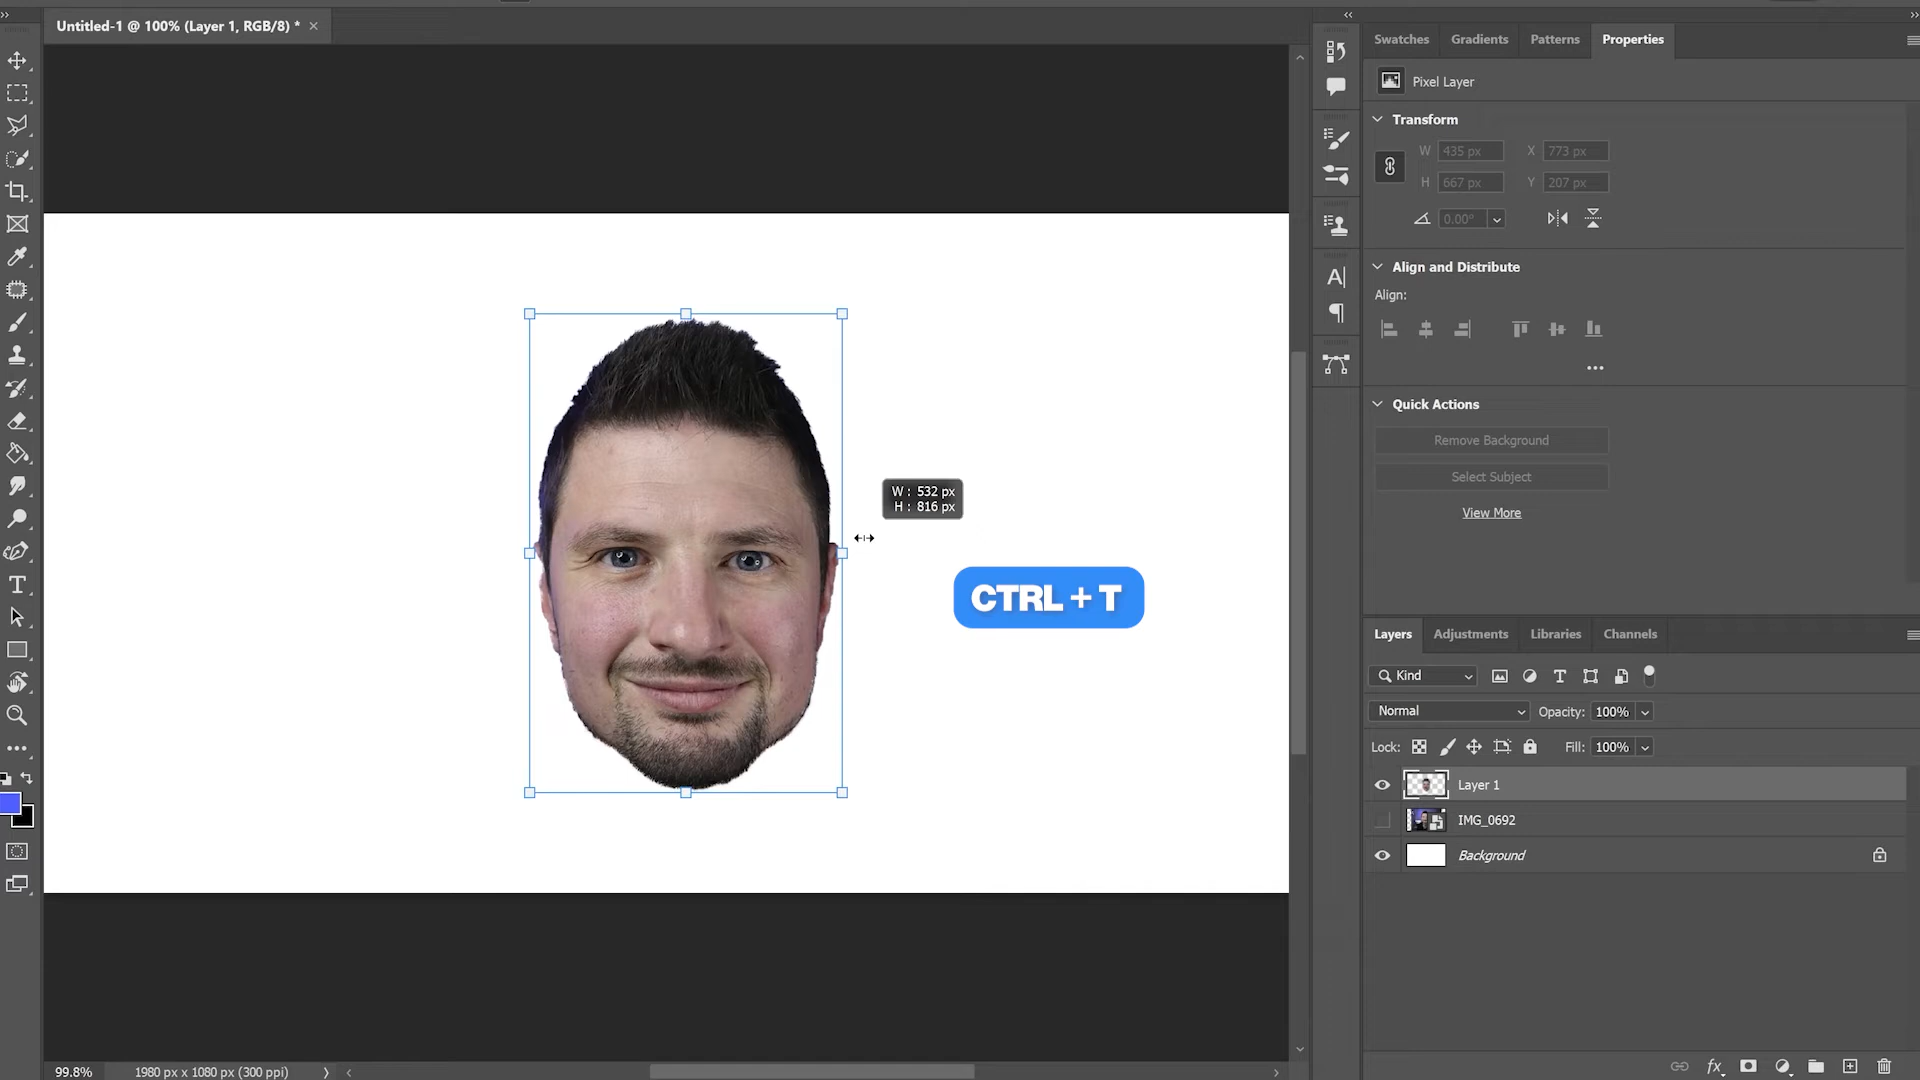 Untitled-1 @ 100% (Layer 1, RGB/8) *
Swatches
Gradients
Patterns
Properties
Pixel Layer
Transform
W 435 px X 773 px
H 667 px Y 207 px
0.00°
Align and Distribute
Align:
Quick Actions
Remove Background
Select Subject
View More
W : 532 px
H : 816 px
CTRL + T
Layers
Adjustments
Libraries
Channels
Kind
Normal
Opacity: 100%
Lock:
Fill: 100%
Layer 1
IMG_0692
Background
99.8%
1980 px x 1080 px (300 ppi)